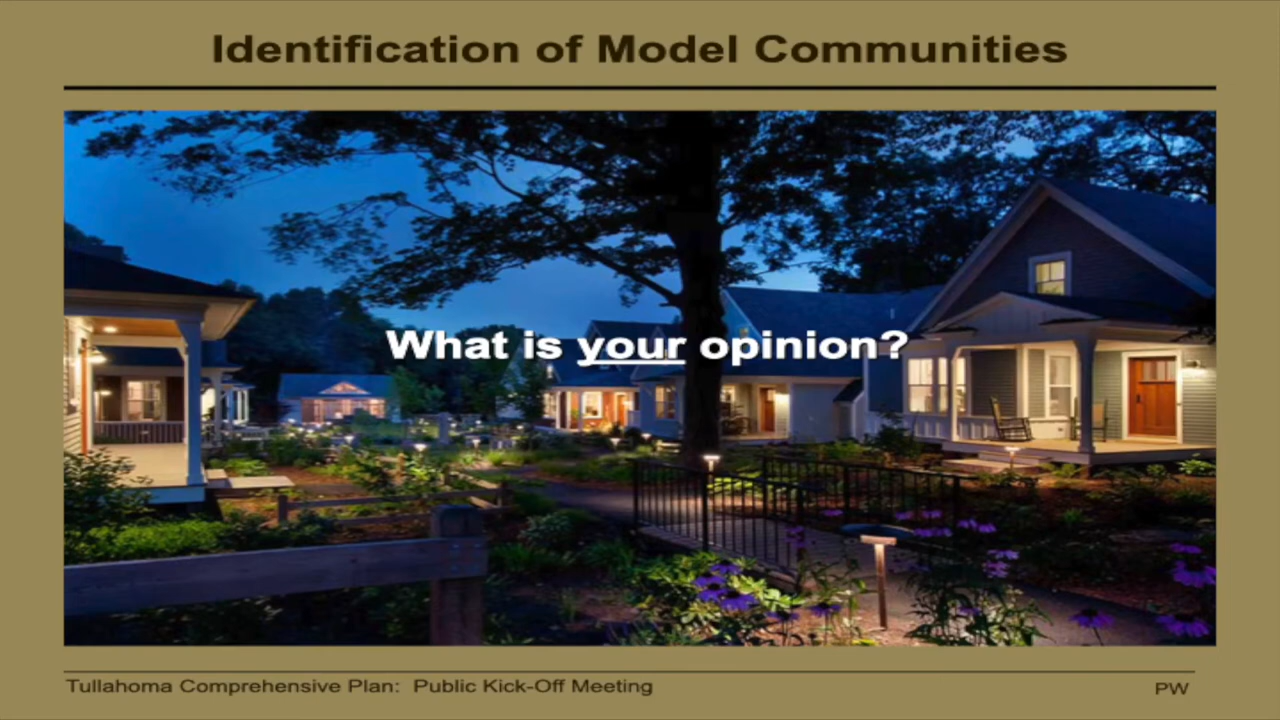 Identification of Model Communities
What is your opinion?
Tullahoma Comprehensive Plan: Public Kick-Off Meeting
PW